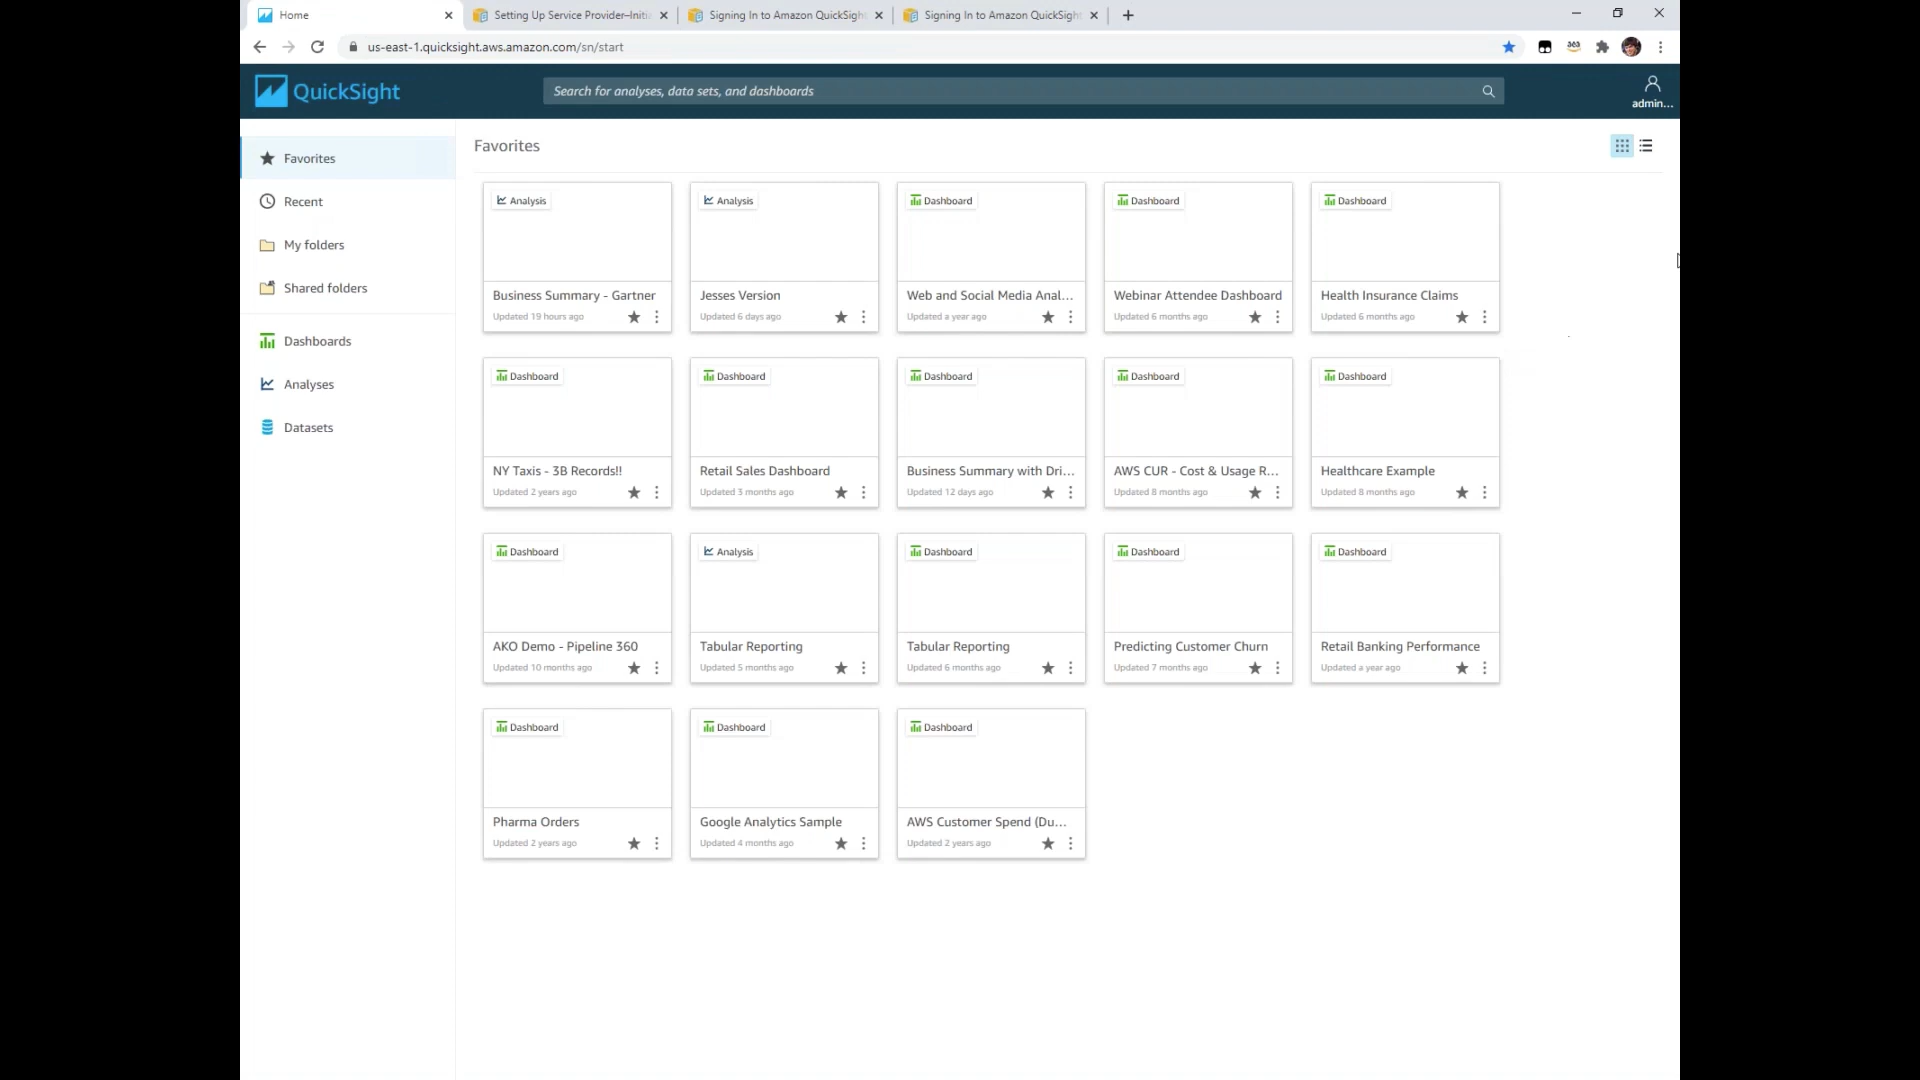 Home
Setting Up Service Provider–Initi
Signing In to Amazon QuickSigh
Signing In to Amazon QuickSigh
us-east-1.quicksight.aws.amazon.com/sn/start
QuickSight
Search for analyses, data sets, and dashboards
admin...
Favorites
Recent
My folders
Shared folders
Dashboards
Analyses
Datasets
Favorites
Analysis
Business Summary - Gartner
Updated 19 hours ago
Analysis
Jesses Version
Updated 6 days ago
Dashboard
Web and Social Media Anal...
Updated a year ago
Dashboard
Webinar Attendee Dashboard
Updated 6 months ago
Dashboard
Health Insurance Claims
Updated 6 months ago
Dashboard
NY Taxis - 3B Records!!
Updated 2 years ago
Dashboard
Retail Sales Dashboard
Updated 3 months ago
Dashboard
Business Summary with Dri...
Updated 12 days ago
Dashboard
AWS CUR - Cost & Usage R...
Updated 8 months ago
Dashboard
Healthcare Example
Updated 8 months ago
Dashboard
AKO Demo - Pipeline 360
Updated 10 months ago
Analysis
Tabular Reporting
Updated 5 months ago
Dashboard
Tabular Reporting
Updated 6 months ago
Dashboard
Predicting Customer Churn
Updated 7 months ago
Dashboard
Retail Banking Performance
Updated a year ago
Dashboard
Pharma Orders
Updated 2 years ago
Dashboard
Google Analytics Sample
Updated 4 months ago
Dashboard
AWS Customer Spend (Du...
Updated 2 years ago